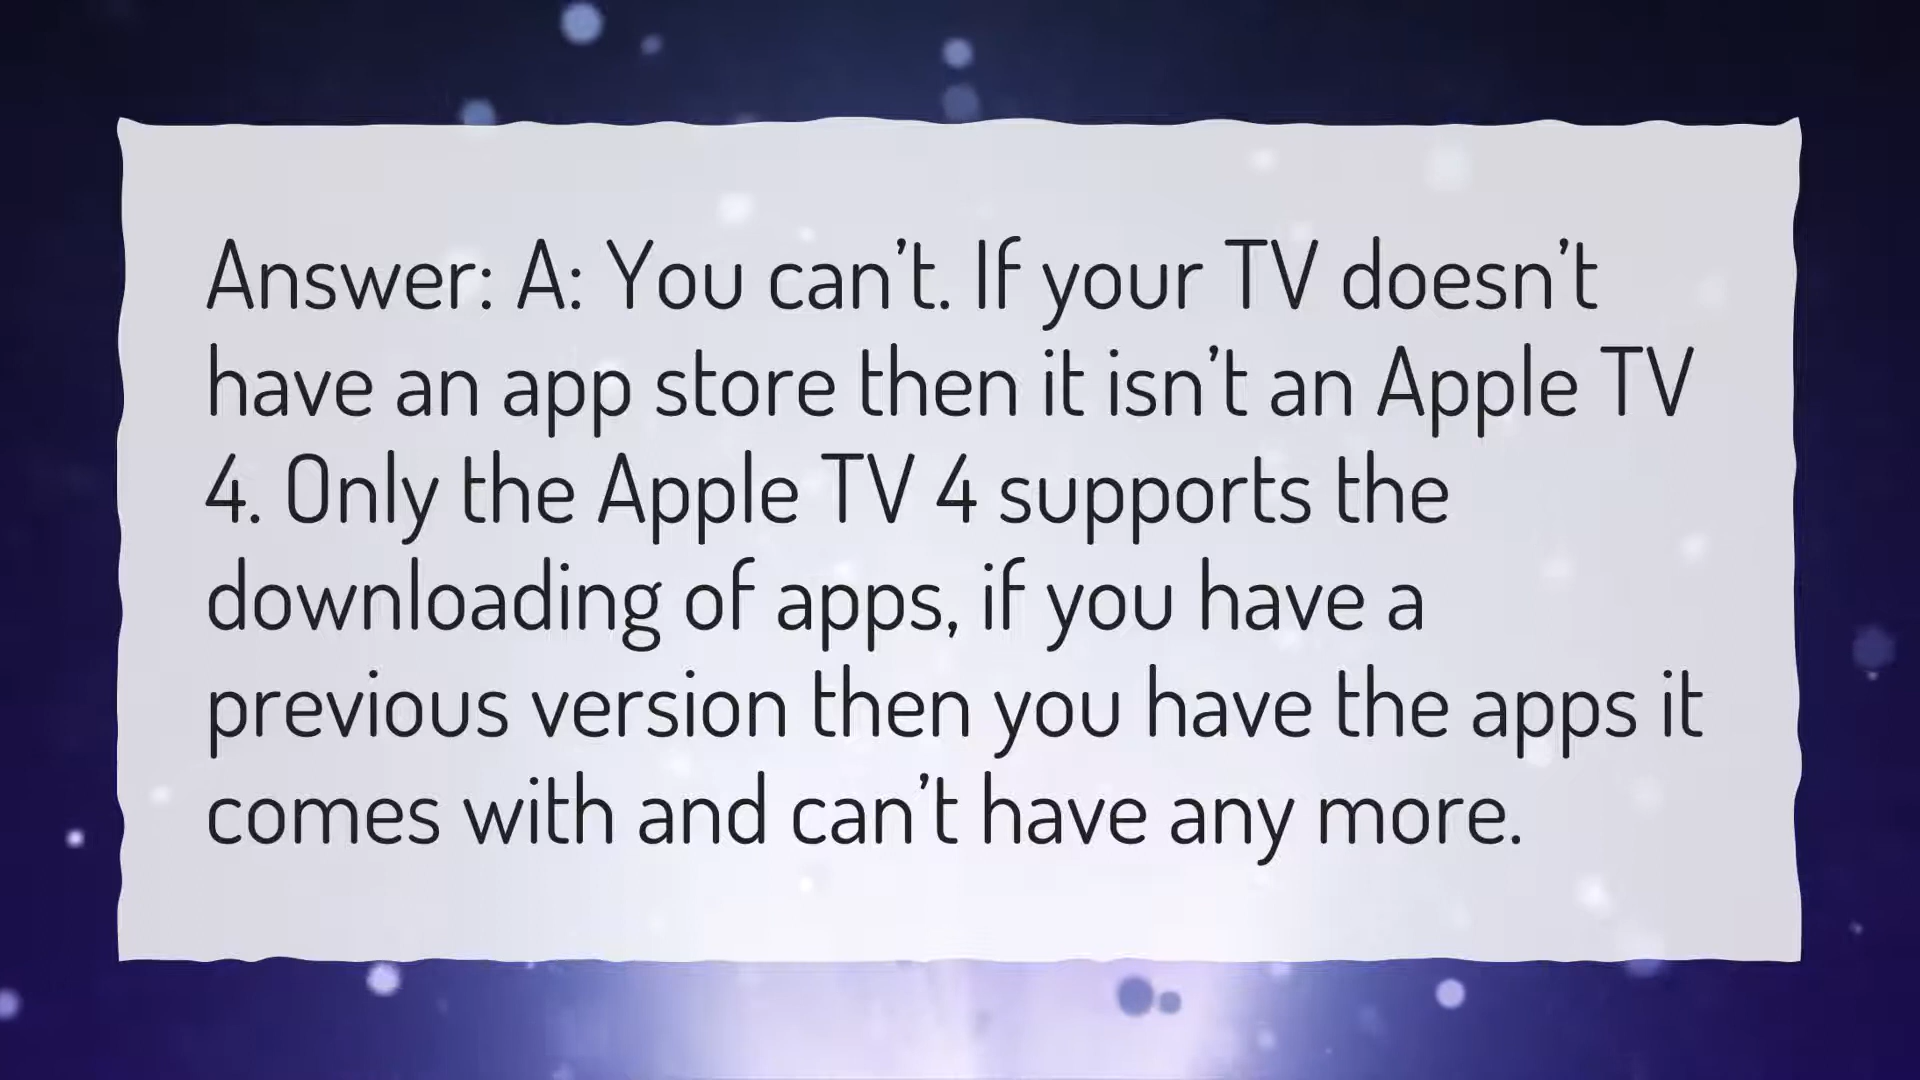 Answer: A: You can't. If your TV doesn't
have an app store then it isn't an Apple TV
4. Only the Apple TV 4 supports the
downloading of apps, if you have a
previous version then you have the apps it
comes with and can't have any more.